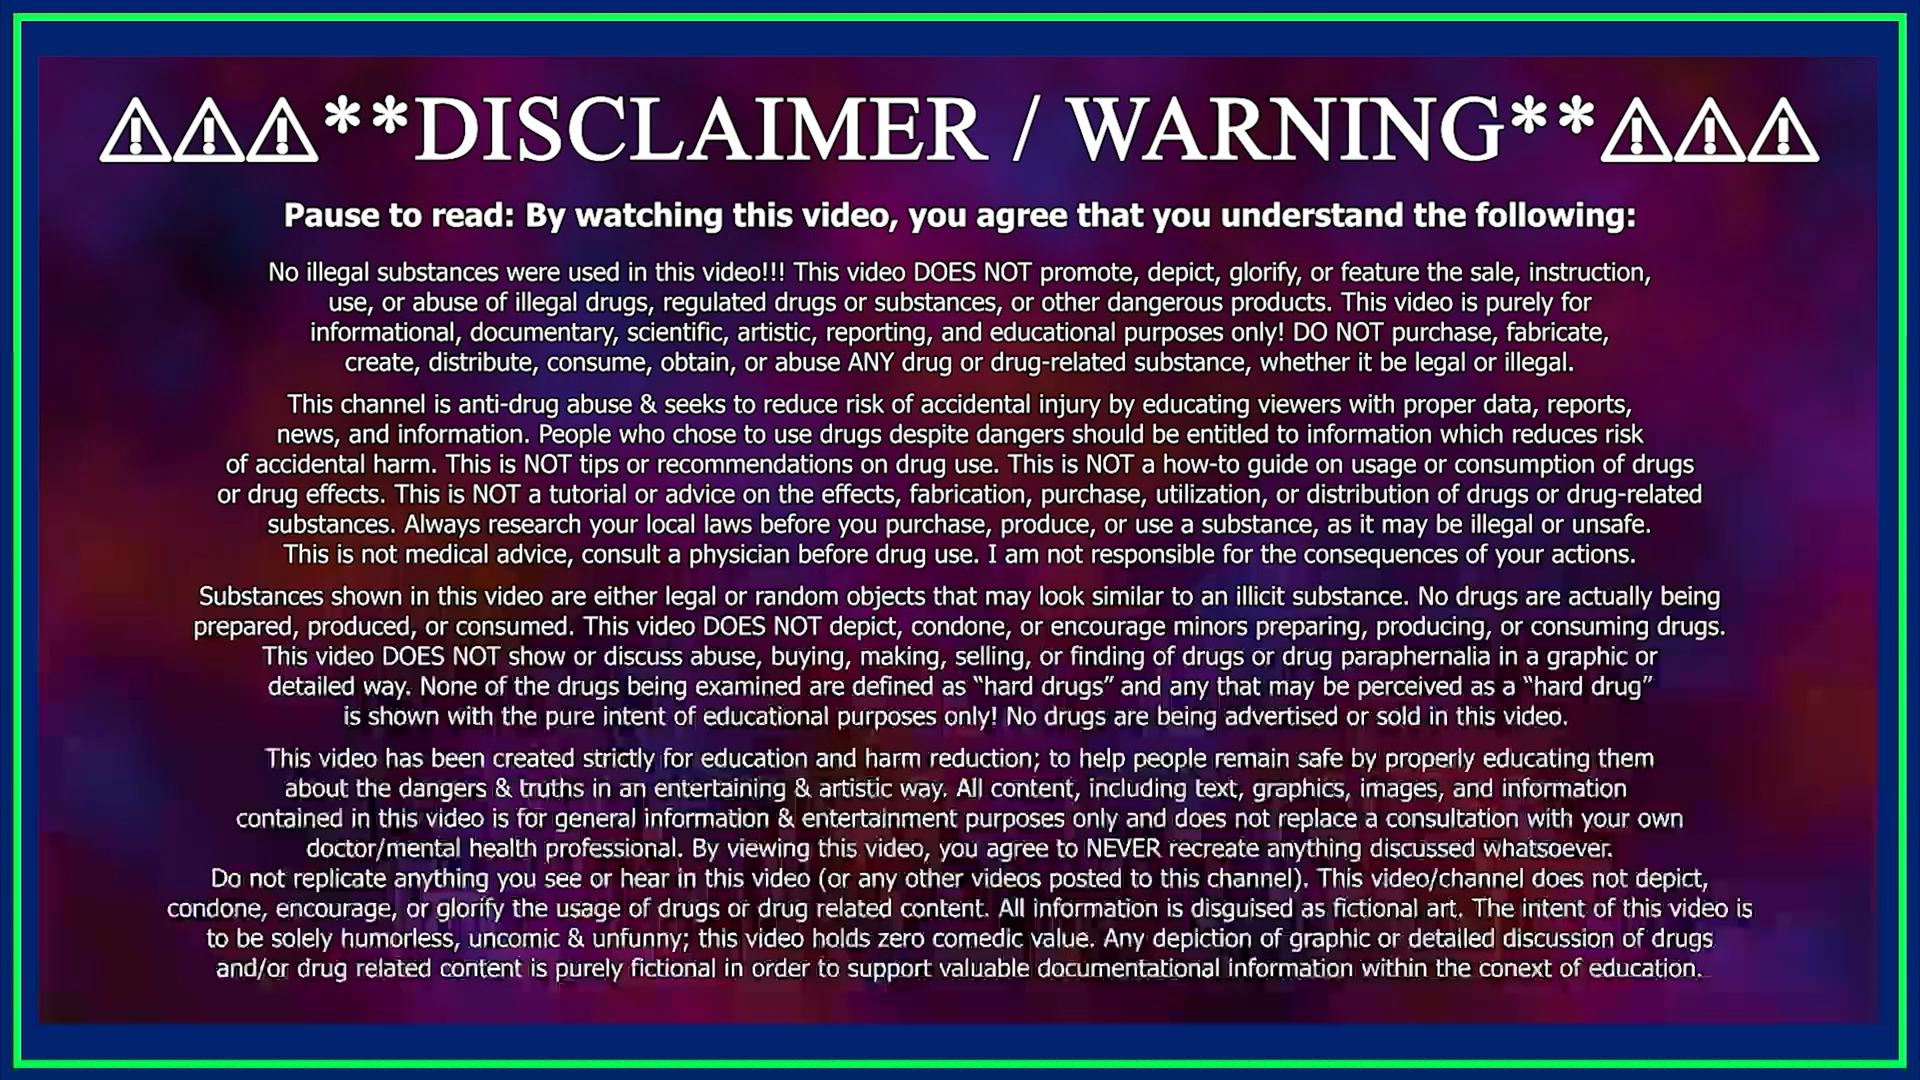 ⚠⚠⚠**DISCLAIMER / WARNING**⚠⚠⚠
Pause to read: By watching this video, you agree that you understand the following:
No illegal substances were used in this video!!! This video DOES NOT promote, depict, glorify, or feature the sale, instruction,
use, or abuse of illegal drugs, regulated drugs or substances, or other dangerous products. This video is purely for
informational, documentary, scientific, artistic, reporting, and educational purposes only! DO NOT purchase, fabricate,
create, distribute, consume, obtain, or abuse ANY drug or drug-related substance, whether it be legal or illegal.
This channel is anti-drug abuse & seeks to reduce risk of accidental injury by educating viewers with proper data, reports,
news, and information. People who chose to use drugs despite dangers should be entitled to information which reduces risk
of accidental harm. This is NOT tips or recommendations on drug use. This is NOT a how-to guide on usage or consumption of drugs
or drug effects. This is NOT a tutorial or advice on the effects, fabrication, purchase, utilization, or distribution of drugs or drug-related
substances. Always research your local laws before you purchase, produce, or use a substance, as it may be illegal or unsafe.
This is not medical advice, consult a physician before drug use. I am not responsible for the consequences of your actions.
Substances shown in this video are either legal or random objects that may look similar to an illicit substance. No drugs are actually being
prepared, produced, or consumed. This video DOES NOT depict, condone, or encourage minors preparing, producing, or consuming drugs.
This video DOES NOT show or discuss abuse, buying, making, selling, or finding of drugs or drug paraphernalia in a graphic or
detailed way. None of the drugs being examined are defined as “hard drugs” and any that may be perceived as a “hard drug”
is shown with the pure intent of educational purposes only! No drugs are being advertised or sold in this video.
This video has been created strictly for education and harm reduction; to help people remain safe by properly educating them
about the dangers & truths in an entertaining & artistic way. All content, including text, graphics, images, and information
contained in this video is for general information & entertainment purposes only and does not replace a consultation with your own
doctor/mental health professional. By viewing this video, you agree to NEVER recreate anything discussed whatsoever.
Do not replicate anything you see or hear in this video (or any other videos posted to this channel). This video/channel does not depict,
condone, encourage, or glorify the usage of drugs or drug related content. All information is disguised as fictional art. The intent of this video is
to be solely humorless, uncomic & unfunny; this video holds zero comedic value. Any depiction of graphic or detailed discussion of drugs
and/or drug related content is purely fictional in order to support valuable documentational information within the conext of education.